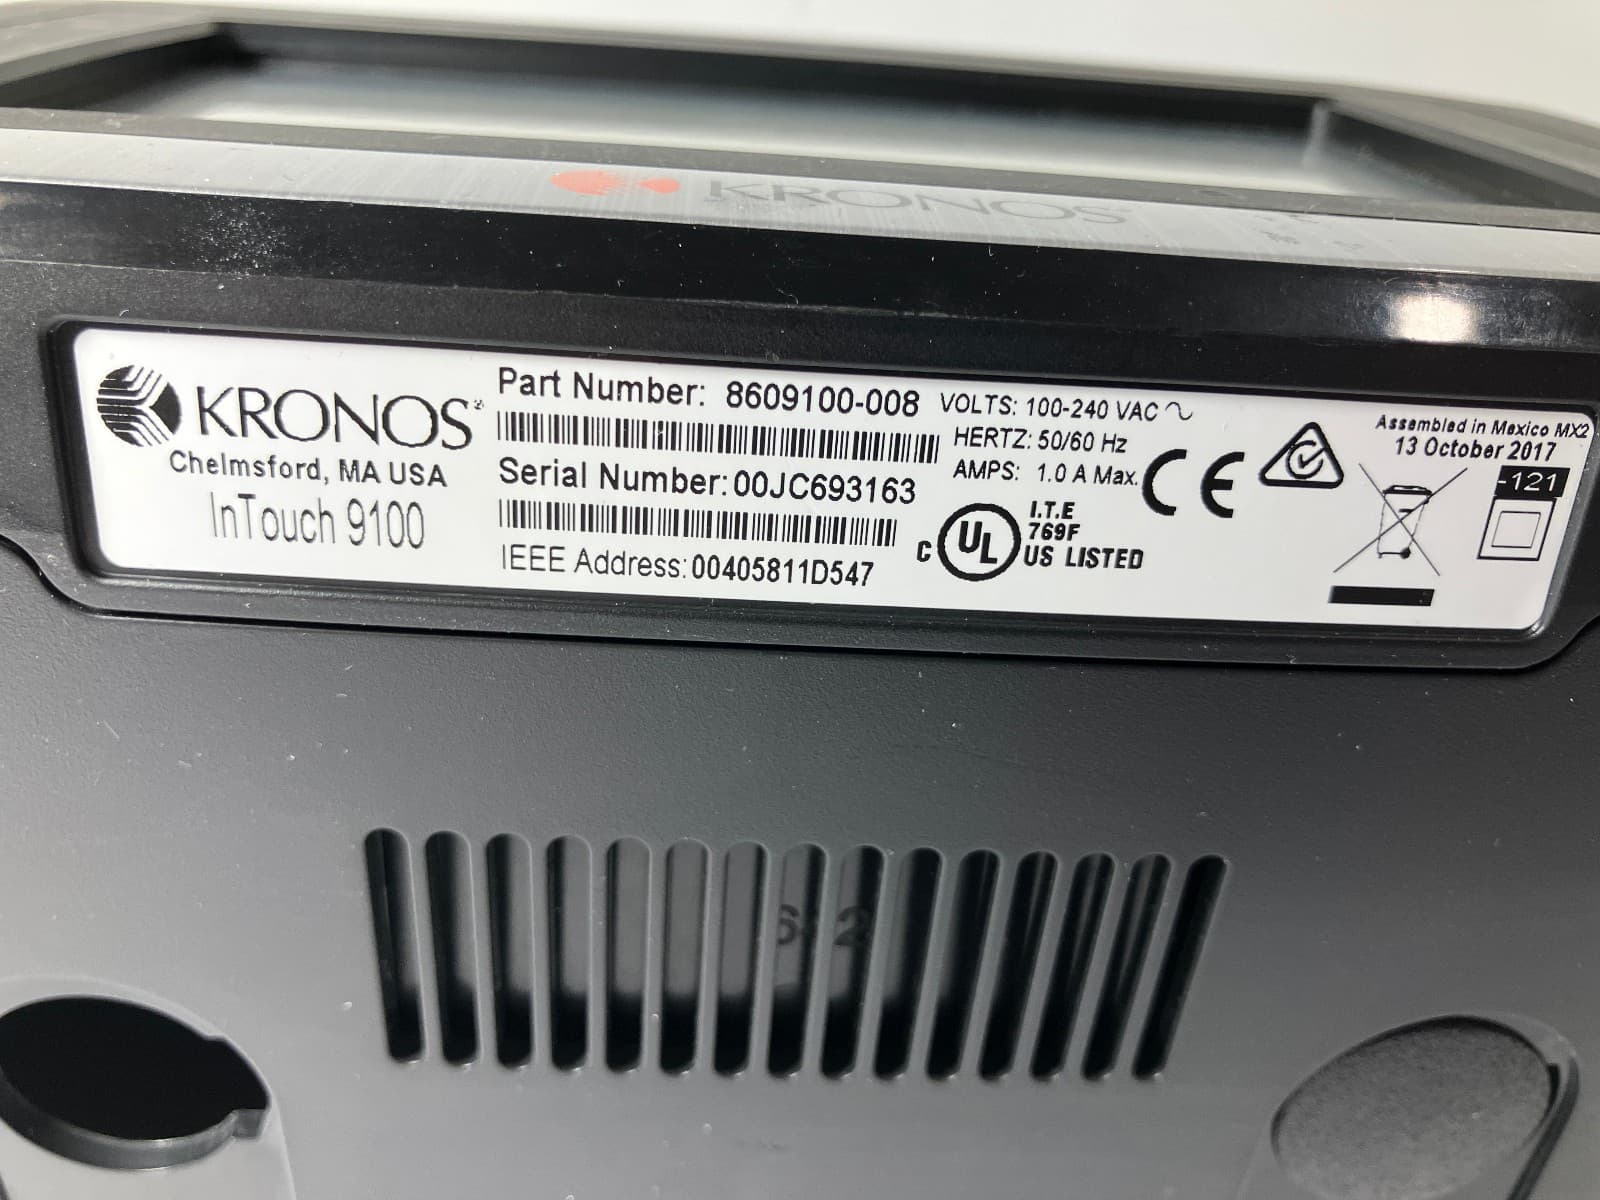 KRONOS
KRONOS®
Chelmsford, MA USA
InTouch 9100
Part Number: 8609100-008
Serial Number: 00JC693163
IEEE Address: 00405811D547
VOLTS: 100-240 VAC
HERTZ: 50/60 Hz
AMPS: 1.0 A Max.
CE
C UL US LISTED
I.T.E
769F
Assembled in Mexico MX2
13 October 2017
-121